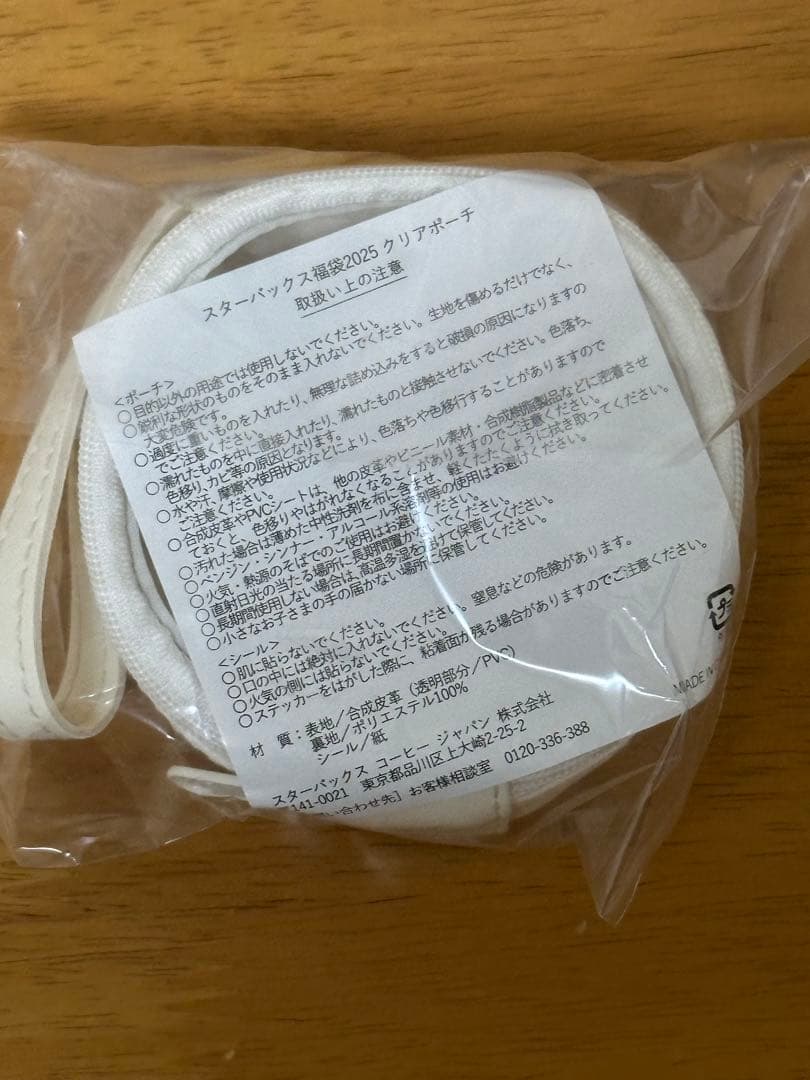 スターバックス福袋2025 クリアポーチ
取扱い上の注意
<ポーチ>
○目的以外の用途では使用しないでください。
○鋭利な形状のものをそのまま入れないでください。生地を傷めるだけでなく、
大変危険です。
○過度に重いものを入れたり、無理な詰め込みをすると破損の原因になりますの
でご注意ください。
○濡れたものを中に直接入れたり、濡れたものと接触させないでください。色落ち、
色移り、カビ等の原因となります。
○水や汗、摩擦や使用状況などにより、色落ちや色移行することがありますので
ご注意ください。
○合成皮革やPVCシートは、他の皮革やビニール素材・合成樹脂製品などに密着させ
ておくと、色移りやはがれなくなることがありますのでご注意ください。
○汚れた場合は薄めた中性洗剤を布に含ませ、軽くたたくように拭き取ってください。
○ベンジン・シンナー・アルコール系溶剤等の使用はお避けください。
○火気・熱源のそばでのご使用はお避けください。
○直射日光の当たる場所に長期間置かないでください。
○長期間使用しない場合は、高温多湿を避けて保管してください。
○小さなお子さまの手の届かない場所に保管してください。
<シール>
○肌に貼らないでください。
○口の中には絶対に入れないでください。窒息などの危険があります。
○火気の側には貼らないでください。
○ステッカーをはがした際に、粘着面が残る場合がありますのでご注意ください。
材 質：表地／合成皮革（透明部分／PVC）
裏地／ポリエステル100%
シール／紙
MADE IN
スターバックス コーヒー ジャパン 株式会社
141-0021 東京都品川区上大崎2-25-2
い合わせ先］お客様相談室 0120-336-388